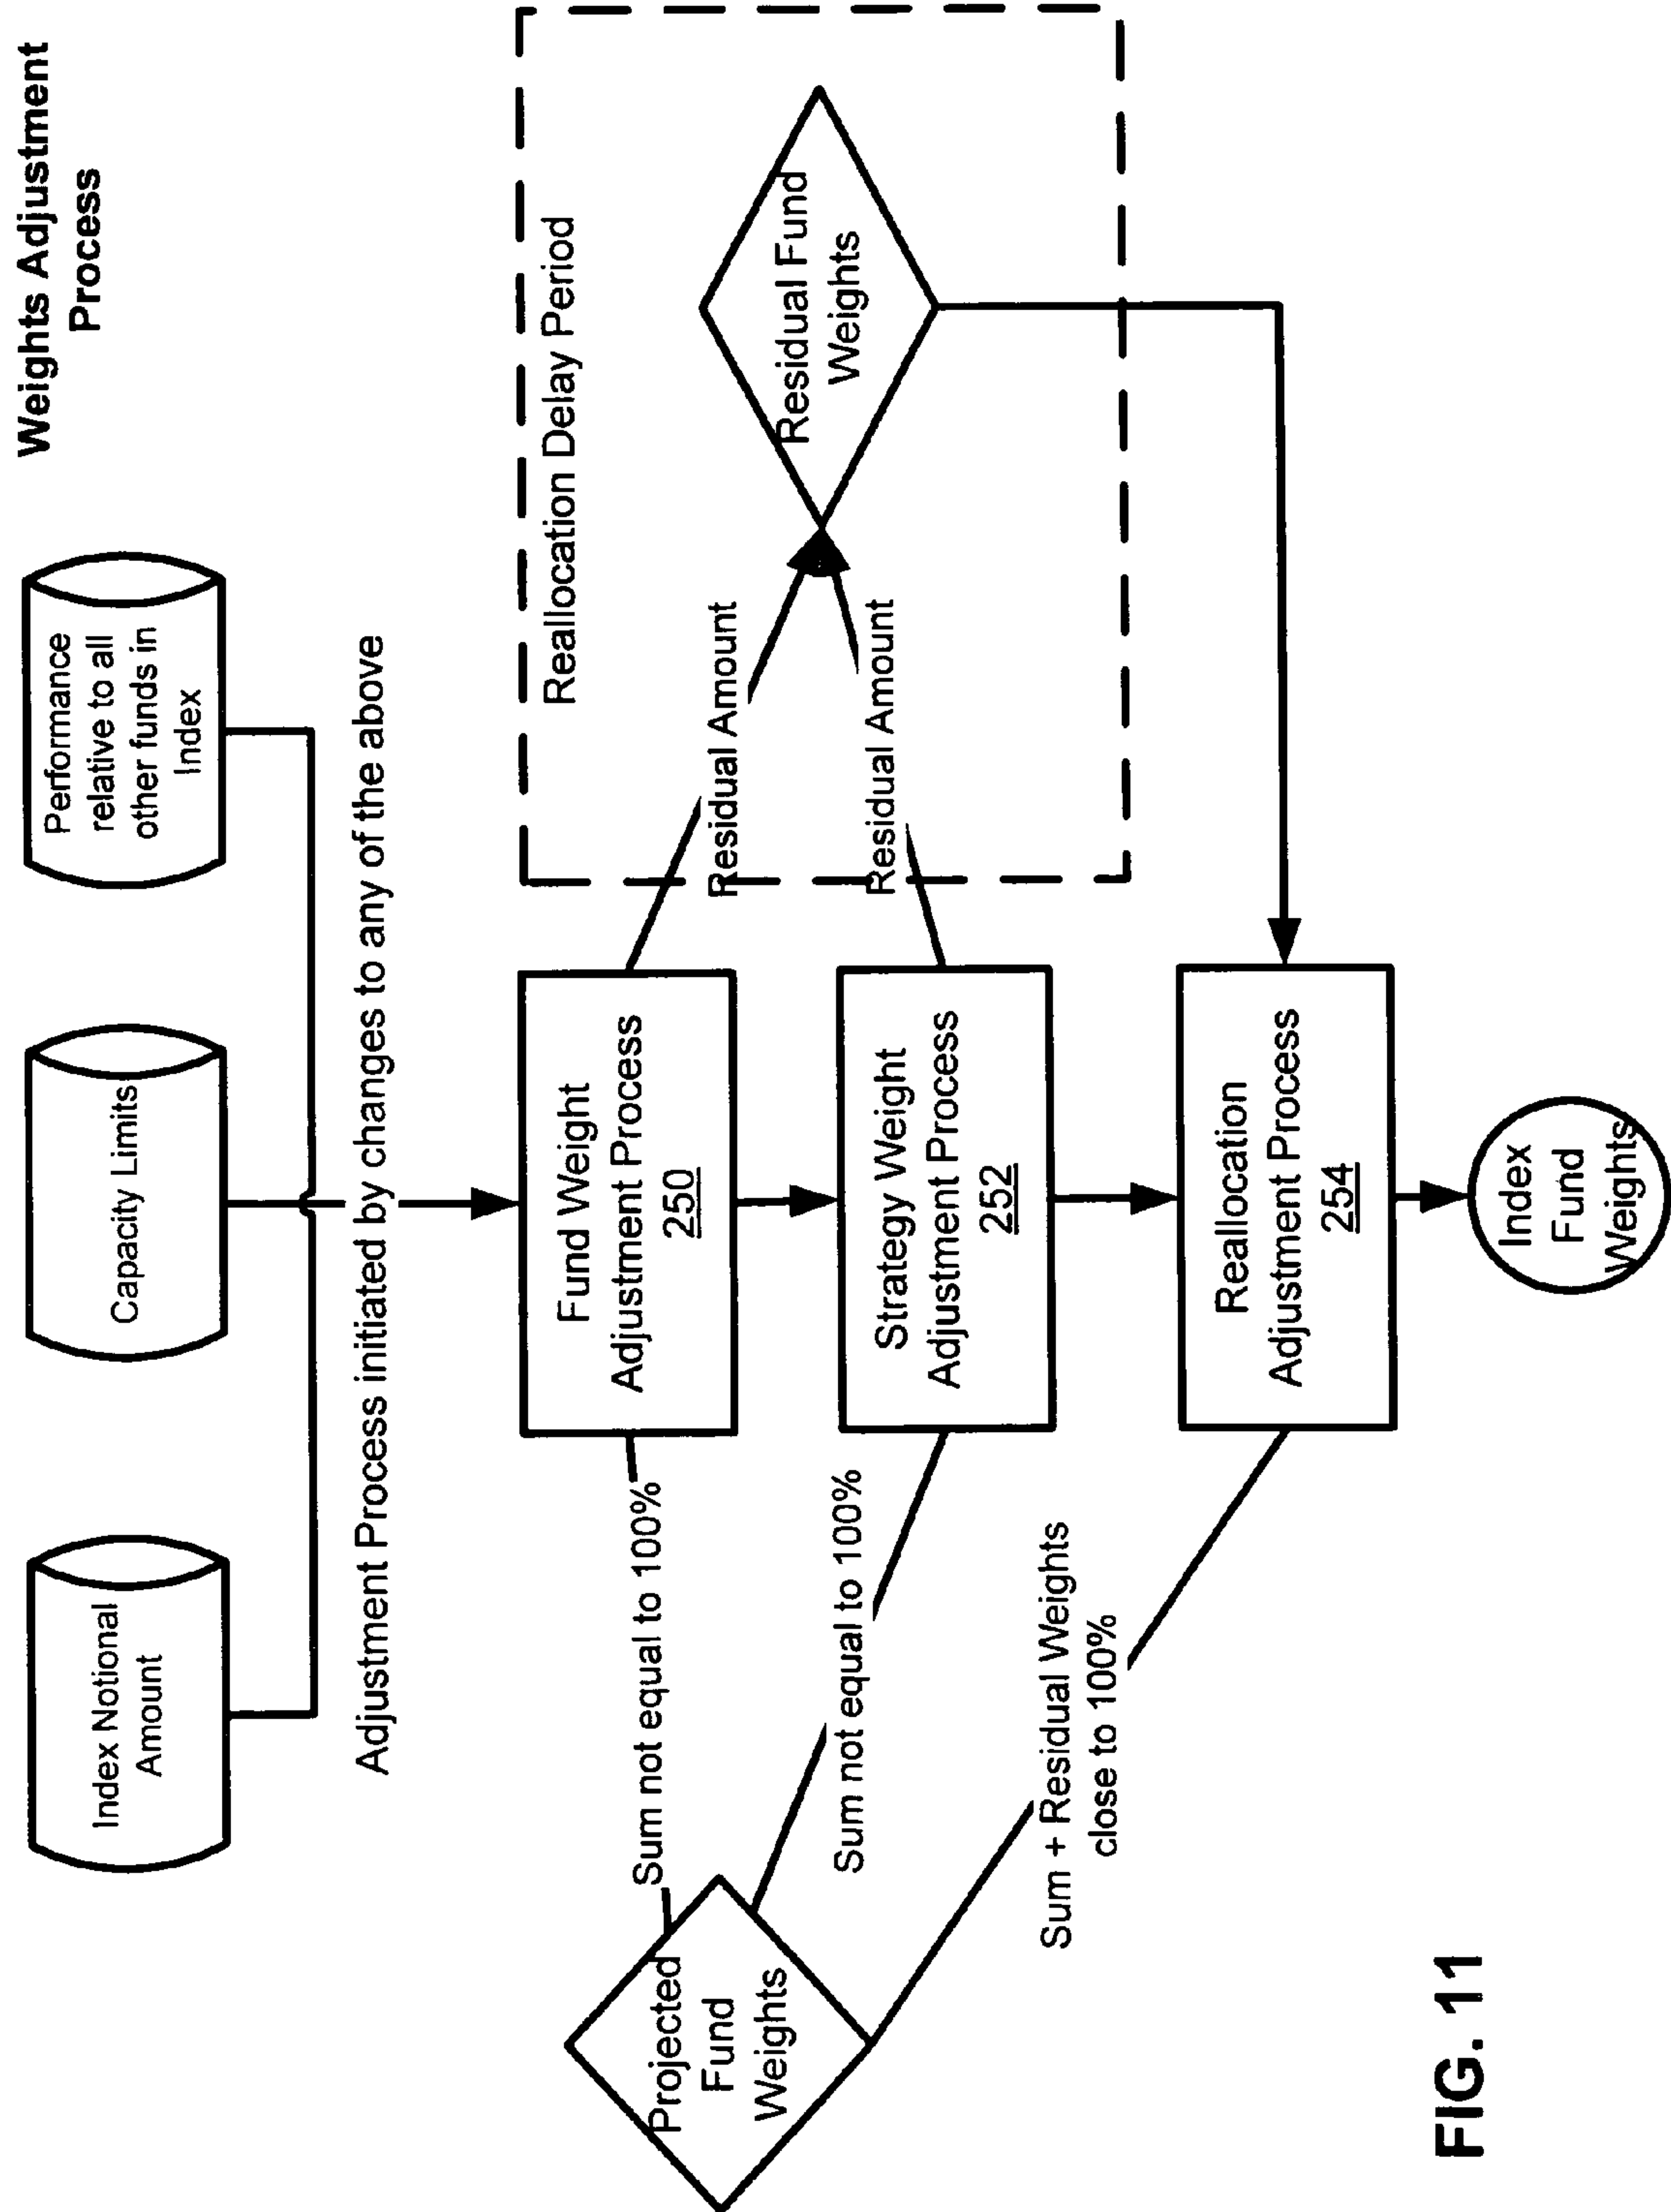 Weights Adjustment
Process
Index Notional
Amount
Capacity Limits
Performance
relative to all
other funds in
Index
Adjustment Process initiated by changes to any of the above
Projected
Fund
Weights
Sum not equal to 100%
Fund Weight
Adjustment Process
250
Residual Amount
Reallocation Delay Period
Residual Fund
Weights
Sum not equal to 100%
Strategy Weight
Adjustment Process
252
Residual Amount
Sum + Residual Weights
close to 100%
Reallocation
Adjustment Process
254
Index
Fund
Weights
FIG. 11